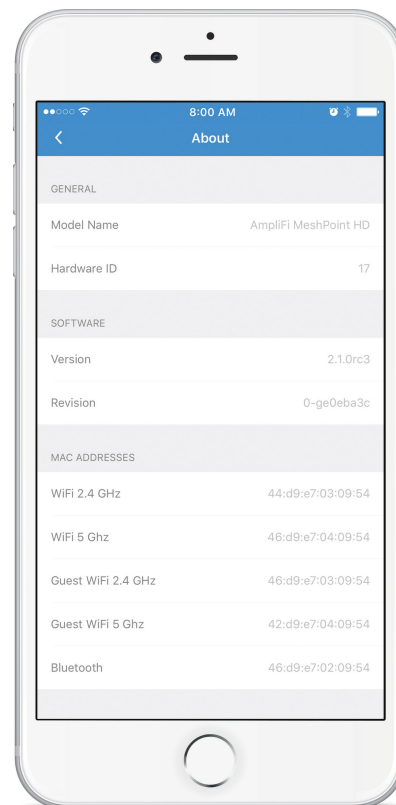 8:00 AM
About
GENERAL
Model Name AmpliFi MeshPoint HD
Hardware ID 17
SOFTWARE
Version 2.1.0rc3
Revision 0-ge0eba3c
MAC ADDRESSES
WiFi 2.4 GHz 44:d9:e7:03:09:54
WiFi 5 Ghz 46:d9:e7:04:09:54
Guest WiFi 2.4 GHz 46:d9:e7:03:09:54
Guest WiFi 5 Ghz 42:d9:e7:04:09:54
Bluetooth 46:d9:e7:02:09:54